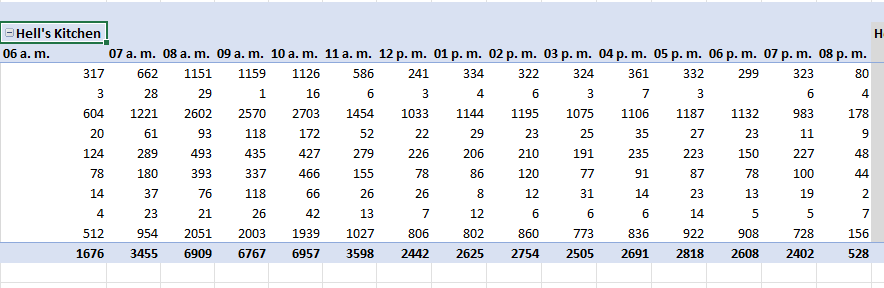 Hell's Kitchen
06 a. m. 07 a. m. 08 a. m. 09 a. m. 10 a. m. 11 a. m. 12 p. m. 01 p. m. 02 p. m. 03 p. m. 04 p. m. 05 p. m. 06 p. m. 07 p. m. 08 p. m.
317 662 1151 1159 1126 586 241 334 322 324 361 332 299 323 80
3 28 29 1 16 6 3 4 6 3 7 3 6 4
604 1221 2602 2570 2703 1454 1033 1144 1195 1075 1106 1187 1132 983 178
20 61 93 118 172 52 22 29 23 25 35 27 23 11 9
124 289 493 435 427 279 226 206 210 191 235 223 150 227 48
78 180 393 337 466 155 78 86 120 77 91 87 78 100 44
14 37 76 118 66 26 26 8 12 31 14 23 13 19 2
4 23 21 26 42 13 7 12 6 6 6 14 5 5 7
512 954 2051 2003 1939 1027 806 802 860 773 836 922 908 728 156
1676 3455 6909 6767 6957 3598 2442 2625 2754 2505 2691 2818 2608 2402 528